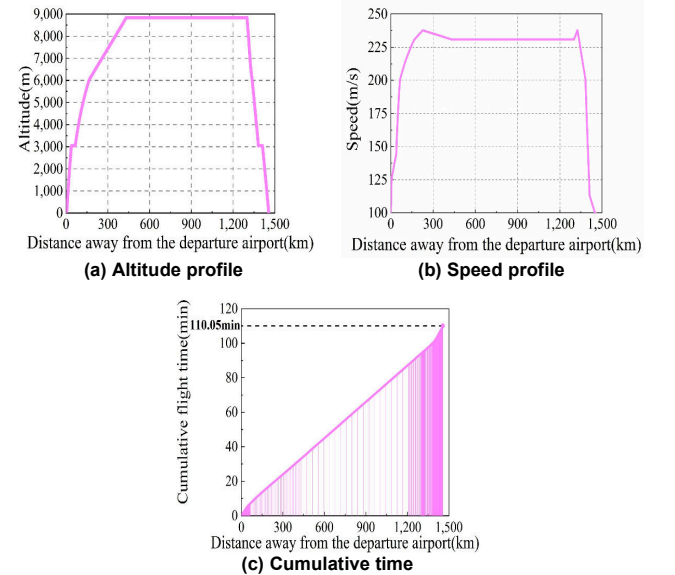 9,000
8,000
7,000
6,000
5,000
4,000
3,000
2,000
1,000
0
Altitude(m)
0 300 600 900 1,200 1,500
Distance away from the departure airport(km)
(a) Altitude profile
250
225
200
175
150
125
100
Speed(m/s)
0 300 600 900 1,200 1,500
Distance away from the departure airport(km)
(b) Speed profile
120
110.05min
100
80
60
40
20
0
Cumulative flight time(min)
0 300 600 900 1,200 1,500
Distance away from the departure airport(km)
(c) Cumulative time